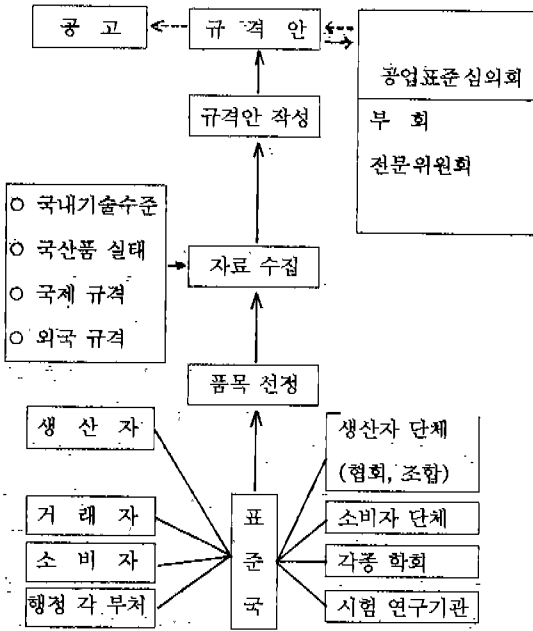 공 고
규 격 안
공업표준 심의회
부 회
전문위원회
규격안 작성
○ 국내기술수준
○ 국산품 실태
○ 국제 규격
○ 외국 규격
자료 수집
품목 선정
생 산 자
거 래 자
소 비 자
행정 각 부처
표
준
국
생산자 단체
(협회, 조합)
소비자 단체
각종 학회
시험 연구기관